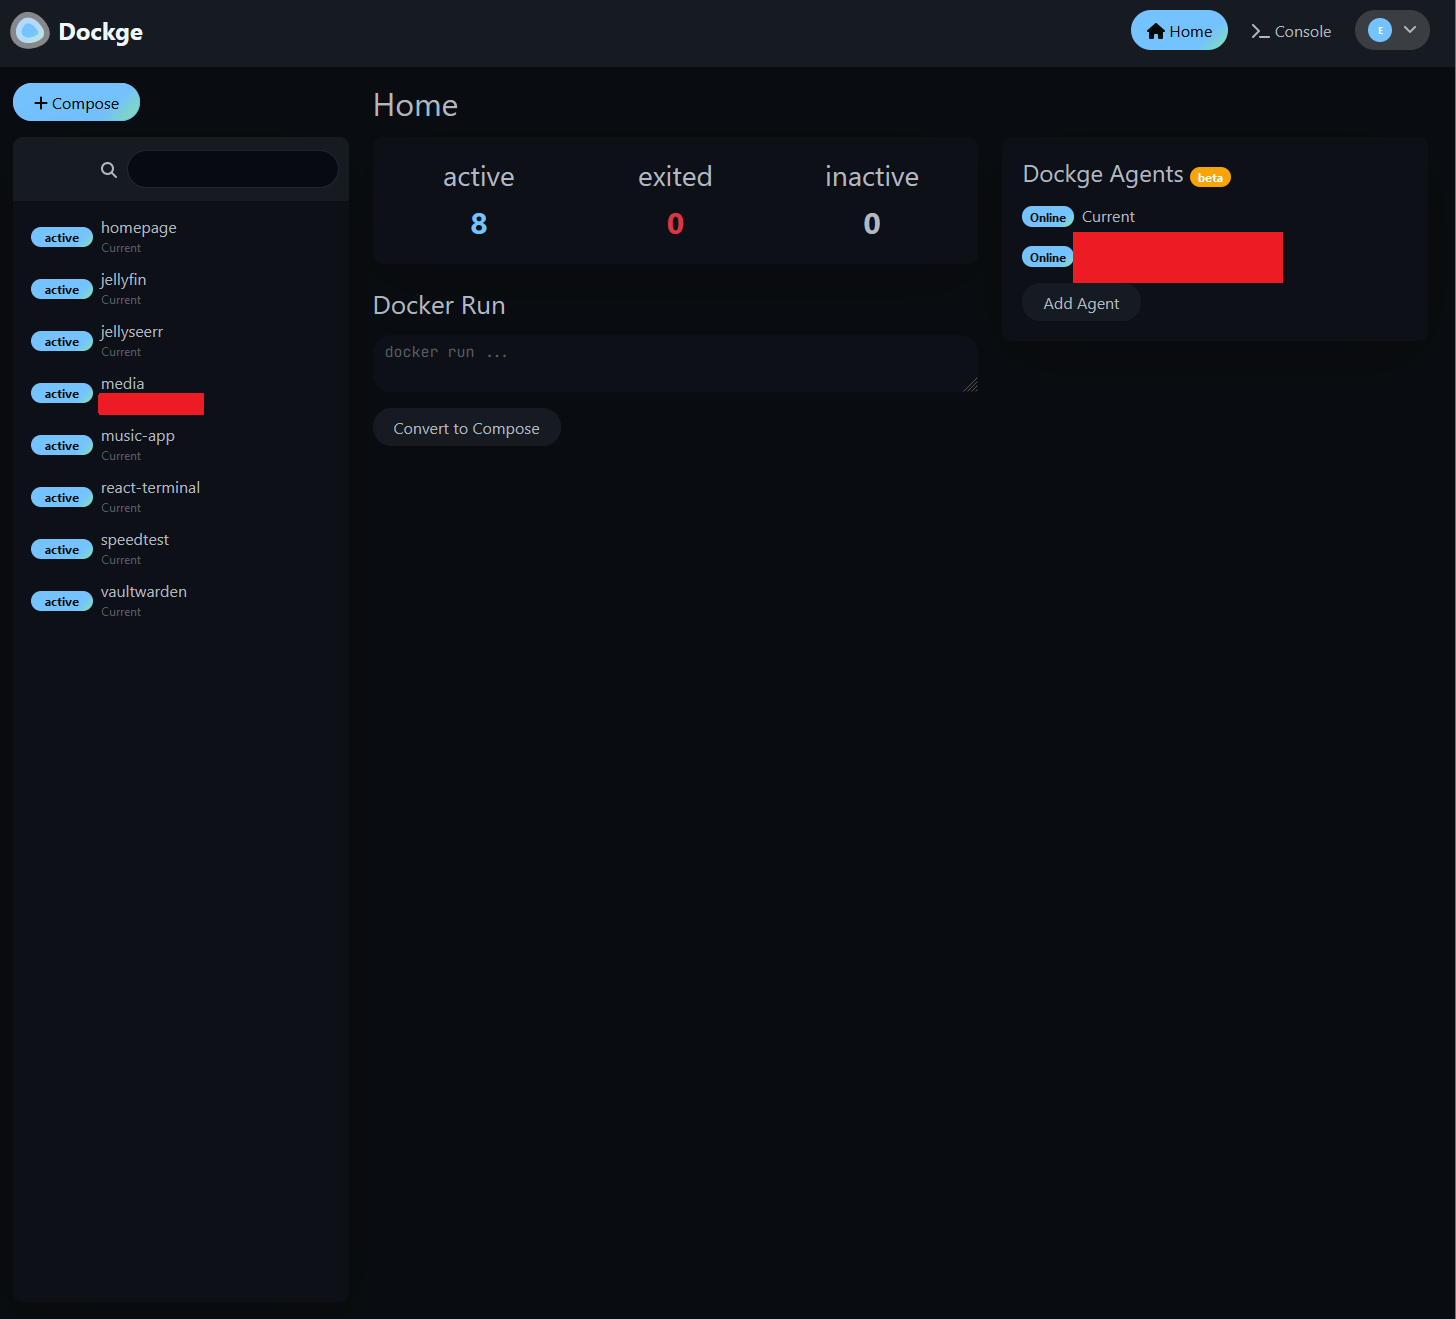 Dockge
Home
Console
E
Compose
homepage
active
Current
jellyfin
active
Current
jellyseerr
active
Current
media
active
music-app
active
Current
react-terminal
active
Current
speedtest
active
Current
vaultwarden
active
Current
Home
active
exited
inactive
8
0
0
Docker Run
docker run ...
Convert to Compose
Dockge Agents beta
Online Current
Online
Add Agent